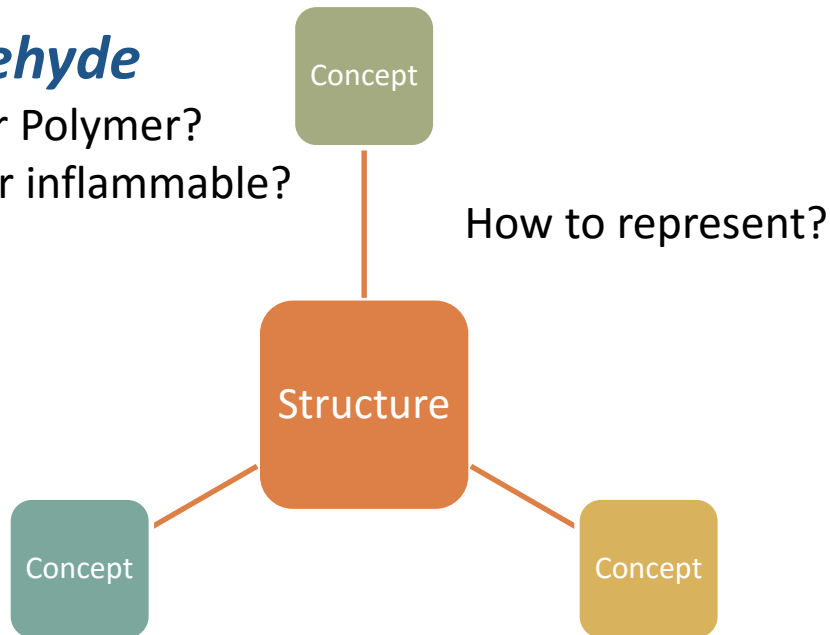 ehyde
Concept
r Polymer?
r inflammable?
How to represent?
Structure
Concept
Concept